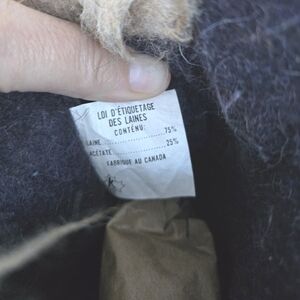 LOI D'ÉTIQUETAGE
DES LAINES
CONTENU:
LAINE...............75%
ACÉTATE.............25%
FABRIQUÉ AU CANADA